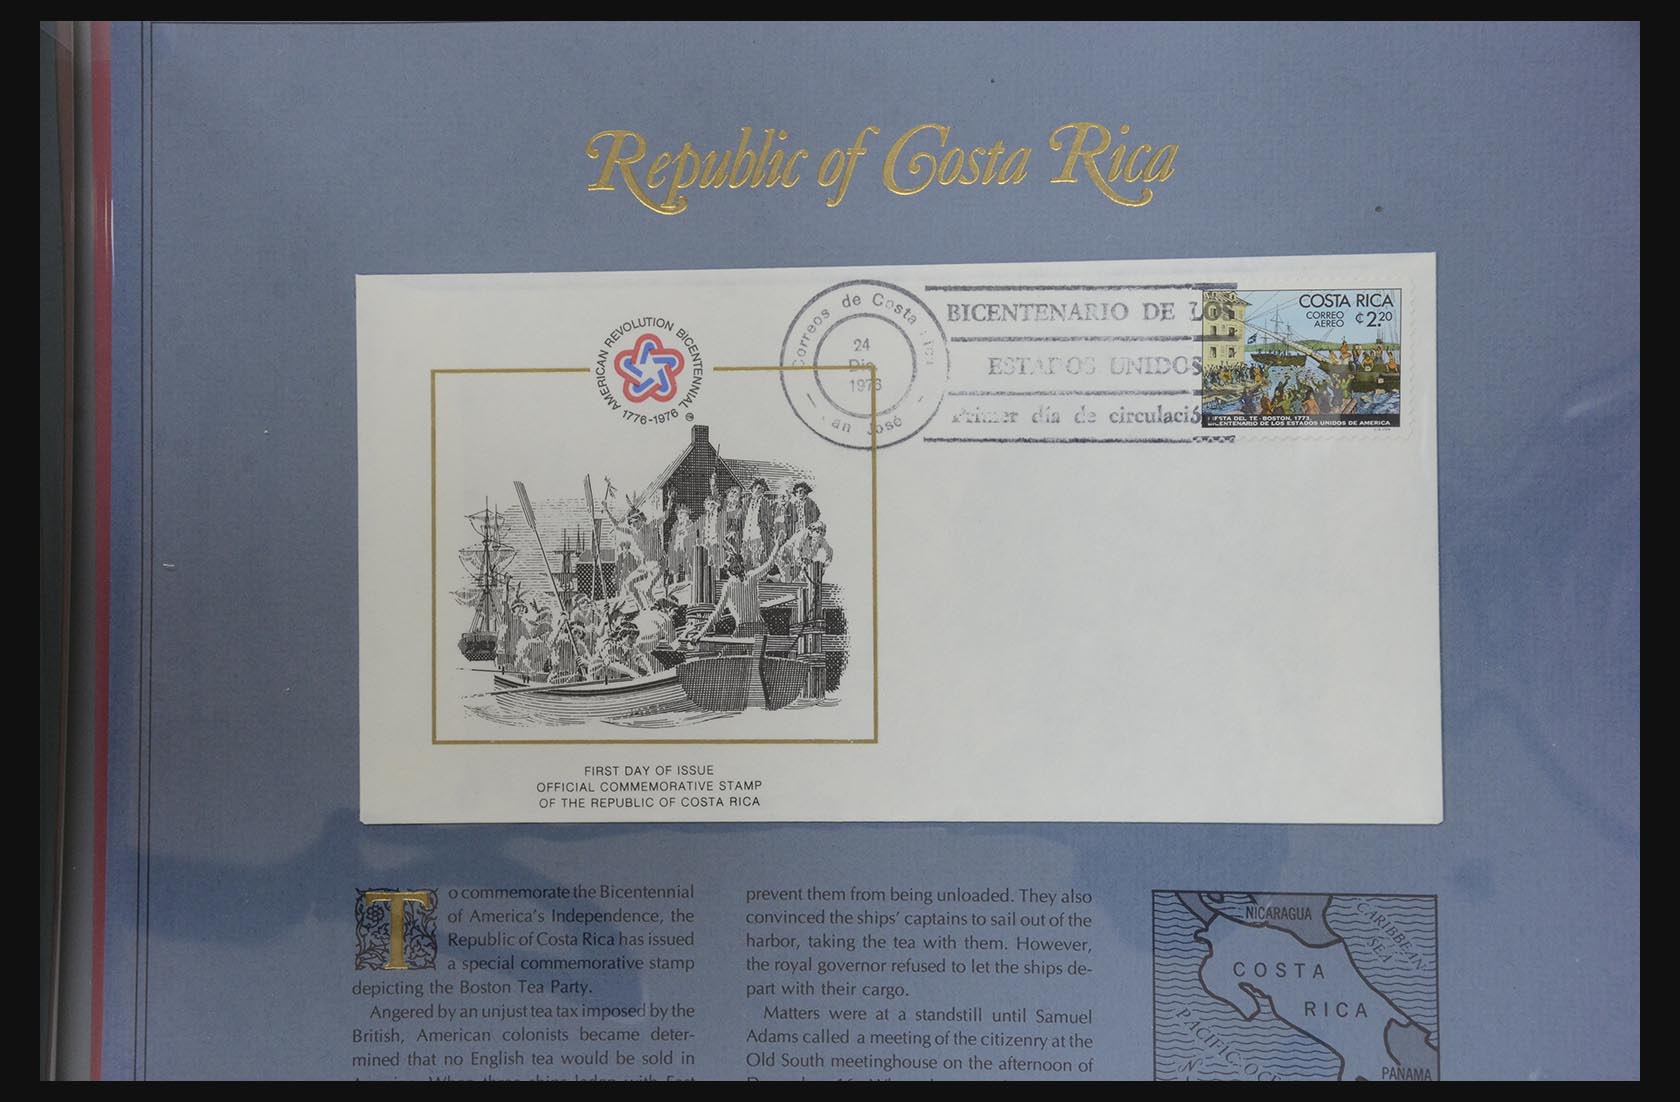 Republic of Costa Rica
AMERICAN REVOLUTION BICENTENNIAL
1776-1976
Correos de Costa
24
Dic
1976
an José
BICENTENARIO DE LOS
ESTADOS UNIDOS
Primer día de circulació
COSTA RICA
CORREO
AEREO
¢2.20
FIESTA DEL TE - BOSTON, 1773.
BICENTENARIO DE LOS ESTADOS UNIDOS DE AMERICA
FIRST DAY OF ISSUE
OFFICIAL COMMEMORATIVE STAMP
OF THE REPUBLIC OF COSTA RICA
To commemorate the Bicentennial
of America's Independence, the
Republic of Costa Rica has issued
a special commemorative stamp
depicting the Boston Tea Party.
Angered by an unjust tea tax imposed by the
British, American colonists became deter-
mined that no English tea would be sold in
prevent them from being unloaded. They also
convinced the ships' captains to sail out of the
harbor, taking the tea with them. However,
the royal governor refused to let the ships de-
part with their cargo.
Matters were at a standstill until Samuel
Adams called a meeting of the citizenry at the
Old South meetinghouse on the afternoon of
NICARAGUA
CARIBBEAN
SEA
COSTA
RICA
PACIFIC
PANAMA